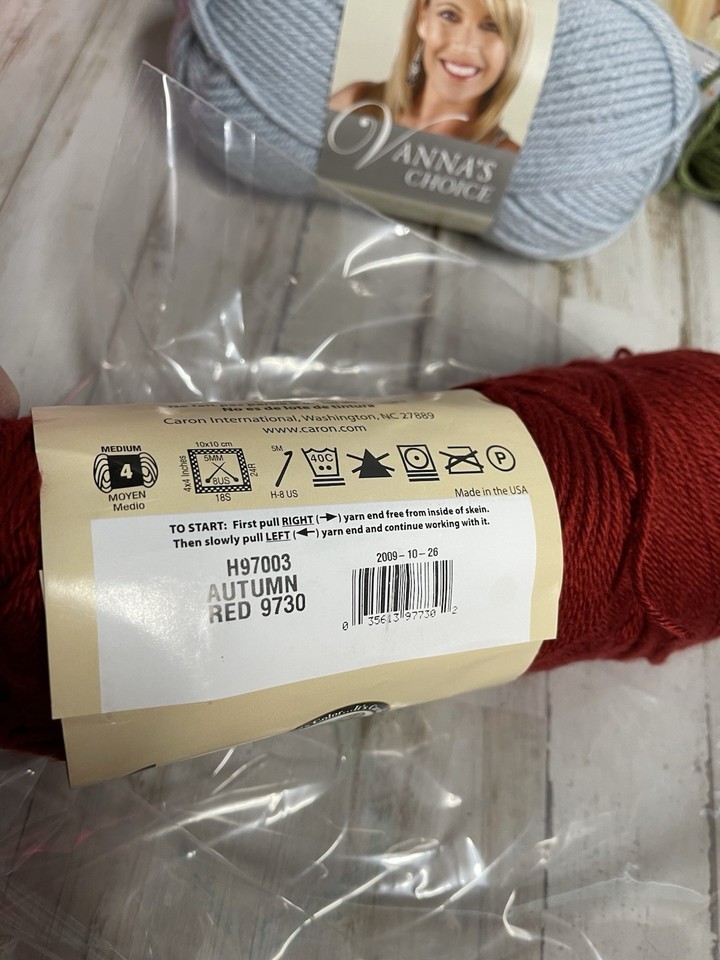 VANNA'S
CHOICE
No es de lote de tintura
Caron International, Washington, NC 27889
www.caron.com
MEDIUM
4
MOYEN
Medio
10x10 cm
4x4 Inches
5MM
8US
24R
18S
5M
H-8 US
40C
P
Made in the USA
TO START: First pull RIGHT (→) yarn end free from inside of skein.
Then slowly pull LEFT (←) yarn end and continue working with it.
H97003
AUTUMN
RED 9730
2009-10-26
0 35613 97730 2